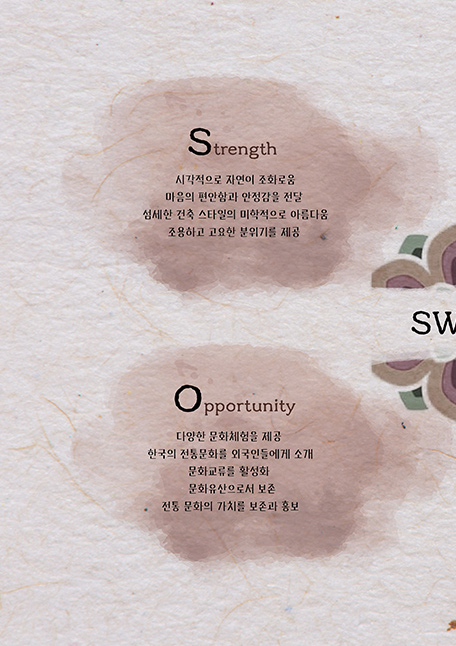 Strength
시각적으로 자연이 조화로움
마음의 편안함과 안정감을 전달
섬세한 건축 스타일의 미학적으로 아름다움
조용하고 고요한 분위기를 제공
SW
Opportunity
다양한 문화체험을 제공
한국의 전통문화를 외국인들에게 소개
문화교류를 활성화
문화유산으로서 보존
전통 문화의 가치를 보존과 홍보